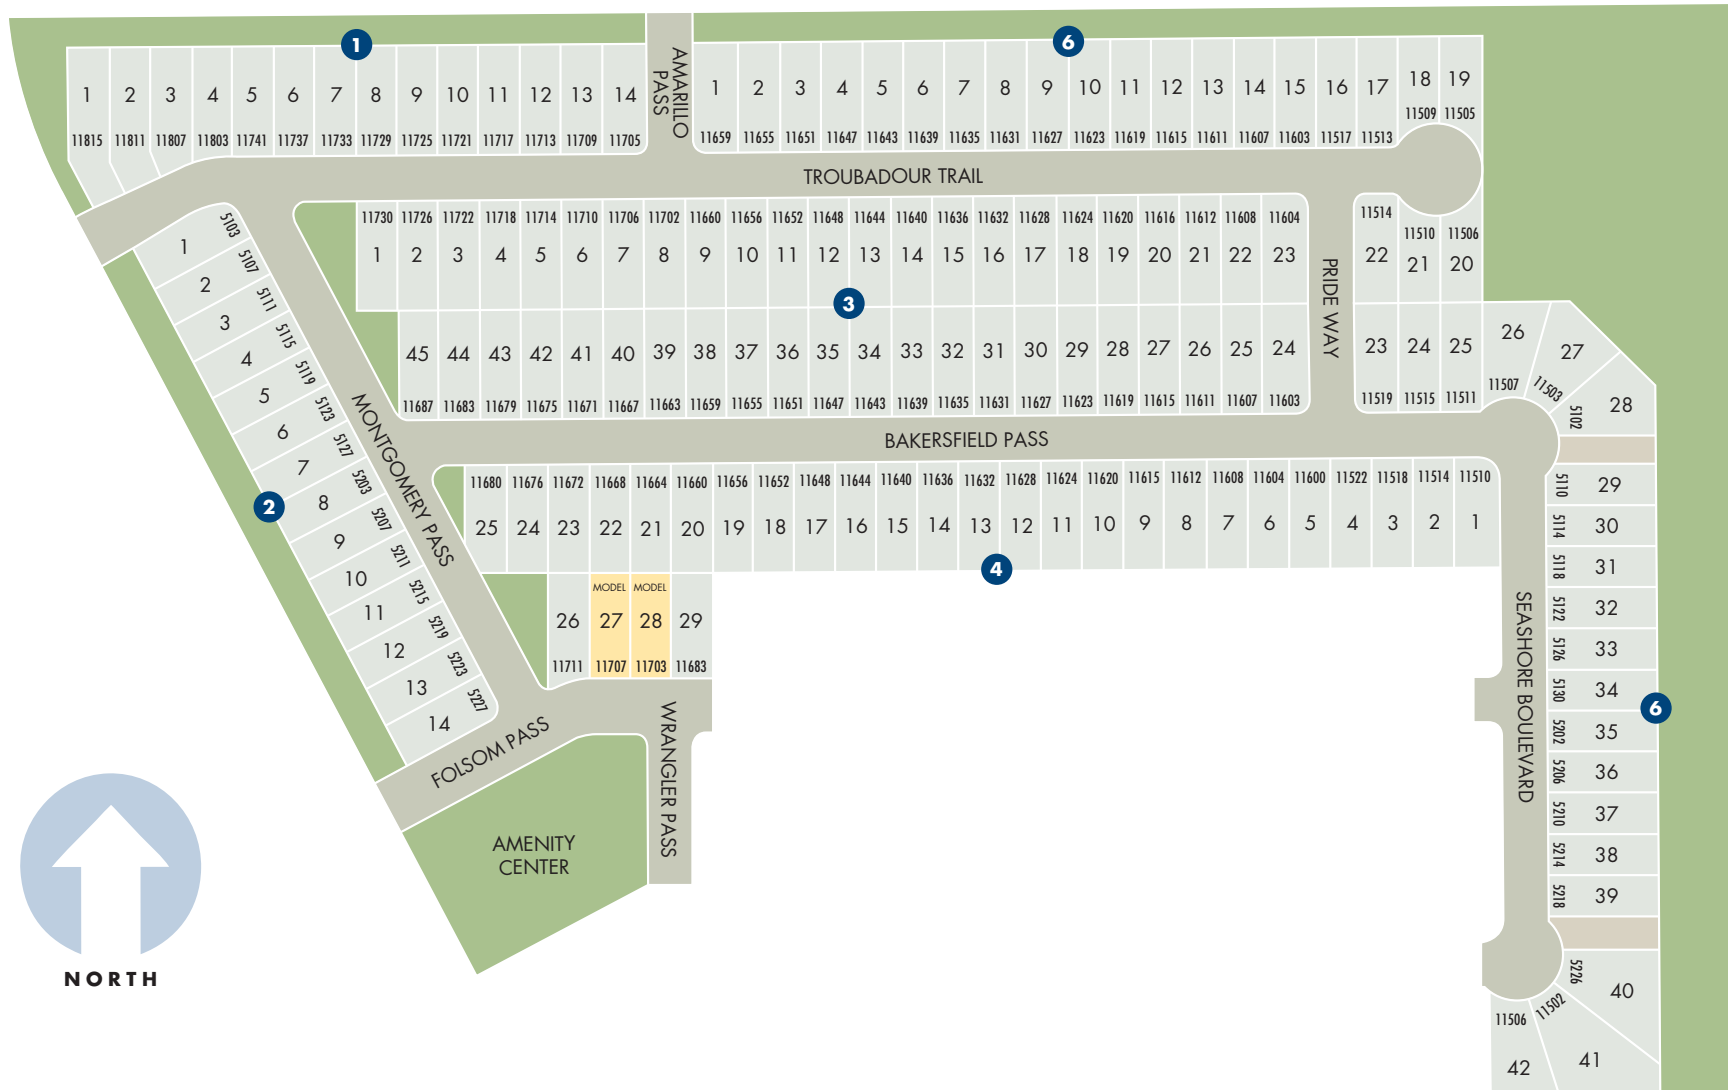 1
6
1 2 3 4 5 6 7 8 9 10 11 12 13 14
11815 11811 11807 11803 11741 11737 11733 11729 11725 11721 11717 11713 11709 11705
AMARILLO
PASS
1 2 3 4 5 6 7 8 9 10 11 12 13 14 15 16 17 18 19
11659 11655 11651 11647 11643 11639 11635 11631 11627 11623 11619 11615 11611 11607 11603 11517 11513 11509 11505
TROUBADOUR TRAIL
11730 11726 11722 11718 11714 11710 11706 11702 11660 11656 11652 11648 11644 11640 11636 11632 11628 11624 11620 11616 11612 11608 11604
1 2 3 4 5 6 7 8 9 10 11 12 13 14 15 16 17 18 19 20 21 22 23
3
45 44 43 42 41 40 39 38 37 36 35 34 33 32 31 30 29 28 27 26 25 24
11687 11683 11679 11675 11671 11667 11663 11659 11655 11651 11647 11643 11639 11635 11631 11627 11623 11619 11615 11611 11607 11603
PRIDE WAY
11514 11510 11506
22 21 20
23 24 25 26 27 28
11519 11515 11511 11507 11503 5102
BAKERSFIELD PASS
MONTGOMERY PASS
1 5103
2 5107
3 5111
4 5115
5 5119
6 5123
7 5127
8 5203
9 5207
10 5211
11 5215
12 5219
13 5223
14 5227
2
11680 11676 11672 11668 11664 11660 11656 11652 11648 11644 11640 11636 11632 11628 11624 11620 11615 11612 11608 11604 11600 11522 11518 11514 11510
25 24 23 22 21 20 19 18 17 16 15 14 13 12 11 10 9 8 7 6 5 4 3 2 1
4
MODEL MODEL
26 27 28 29
11711 11707 11703 11683
FOLSOM PASS
WRANGLER PASS
AMENITY
CENTER
SEASHORE BOULEVARD
5110 29
5114 30
5118 31
5122 32
5126 33
5130 34
6
5202 35
5206 36
5210 37
5214 38
5218 39
5226 40
11502 41
11506 42
NORTH